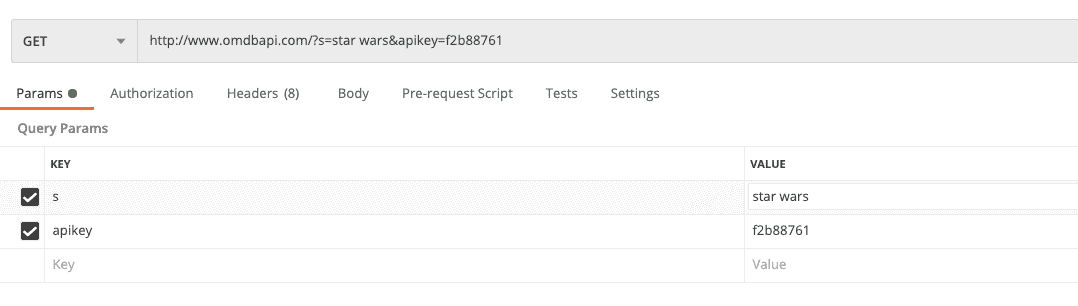 GET http://www.omdbapi.com/?s=star wars&apikey=f2b88761
Params Authorization Headers (8) Body Pre-request Script Tests Settings
Query Params
KEY VALUE
s star wars
apikey f2b88761
Key Value